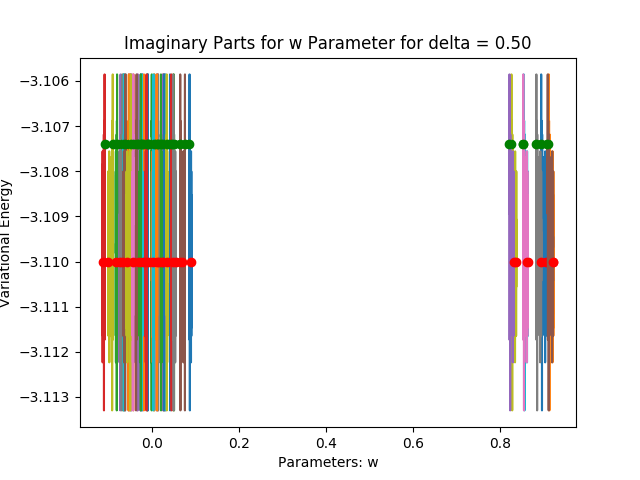 Imaginary Parts for w Parameter for delta = 0.50
Variational Energy
−3.106
−3.107
−3.108
−3.109
−3.110
−3.111
−3.112
−3.113
0.0 0.2 0.4 0.6 0.8
Parameters: w